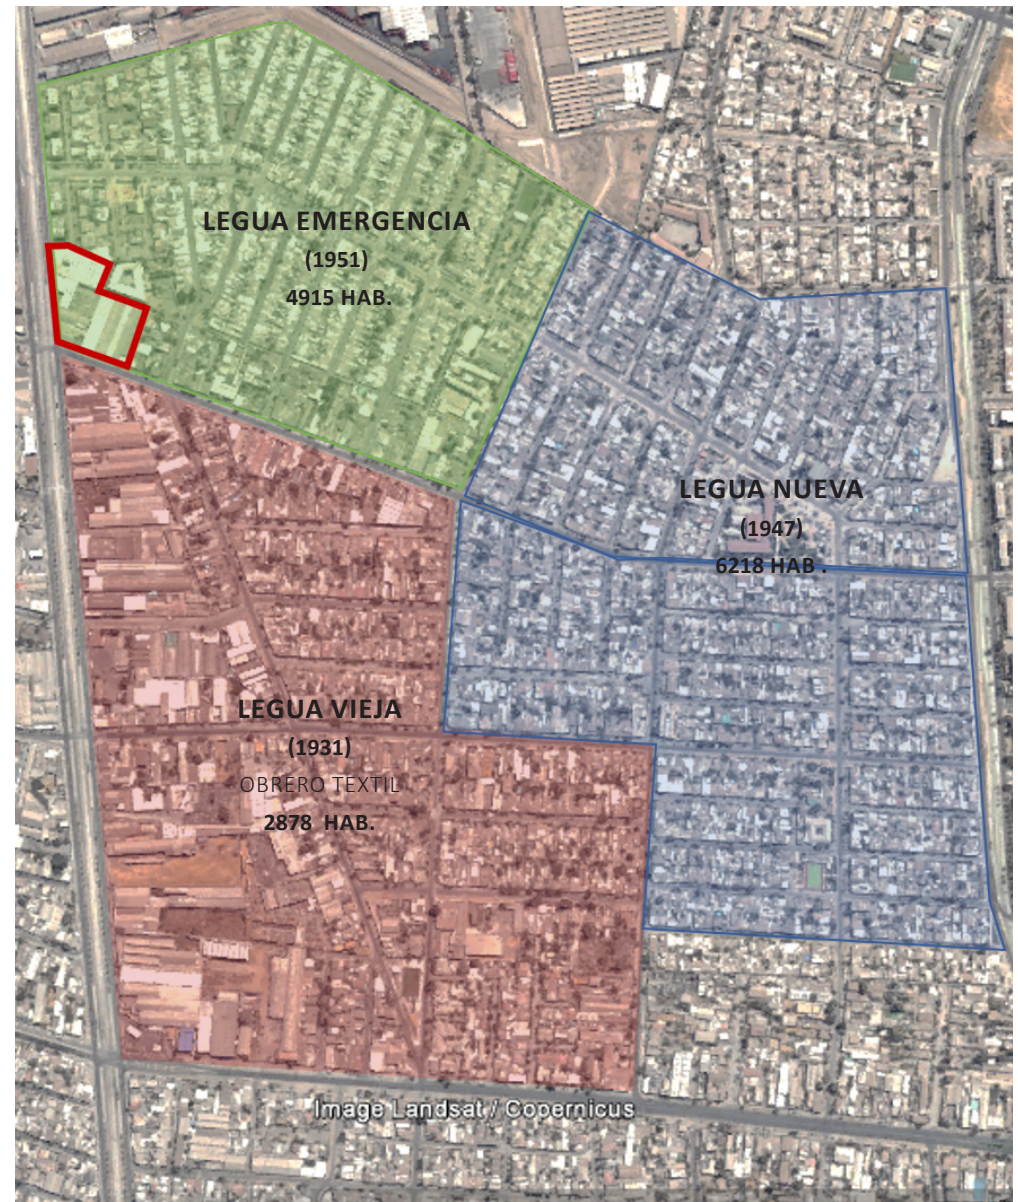 LEGUA EMERGENCIA
(1951)
4915 HAB.
LEGUA NUEVA
(1947)
6218 HAB .
LEGUA VIEJA
(1931)
OBRERO TEXTIL
2878 HAB.
Image Landsat / Copernicus